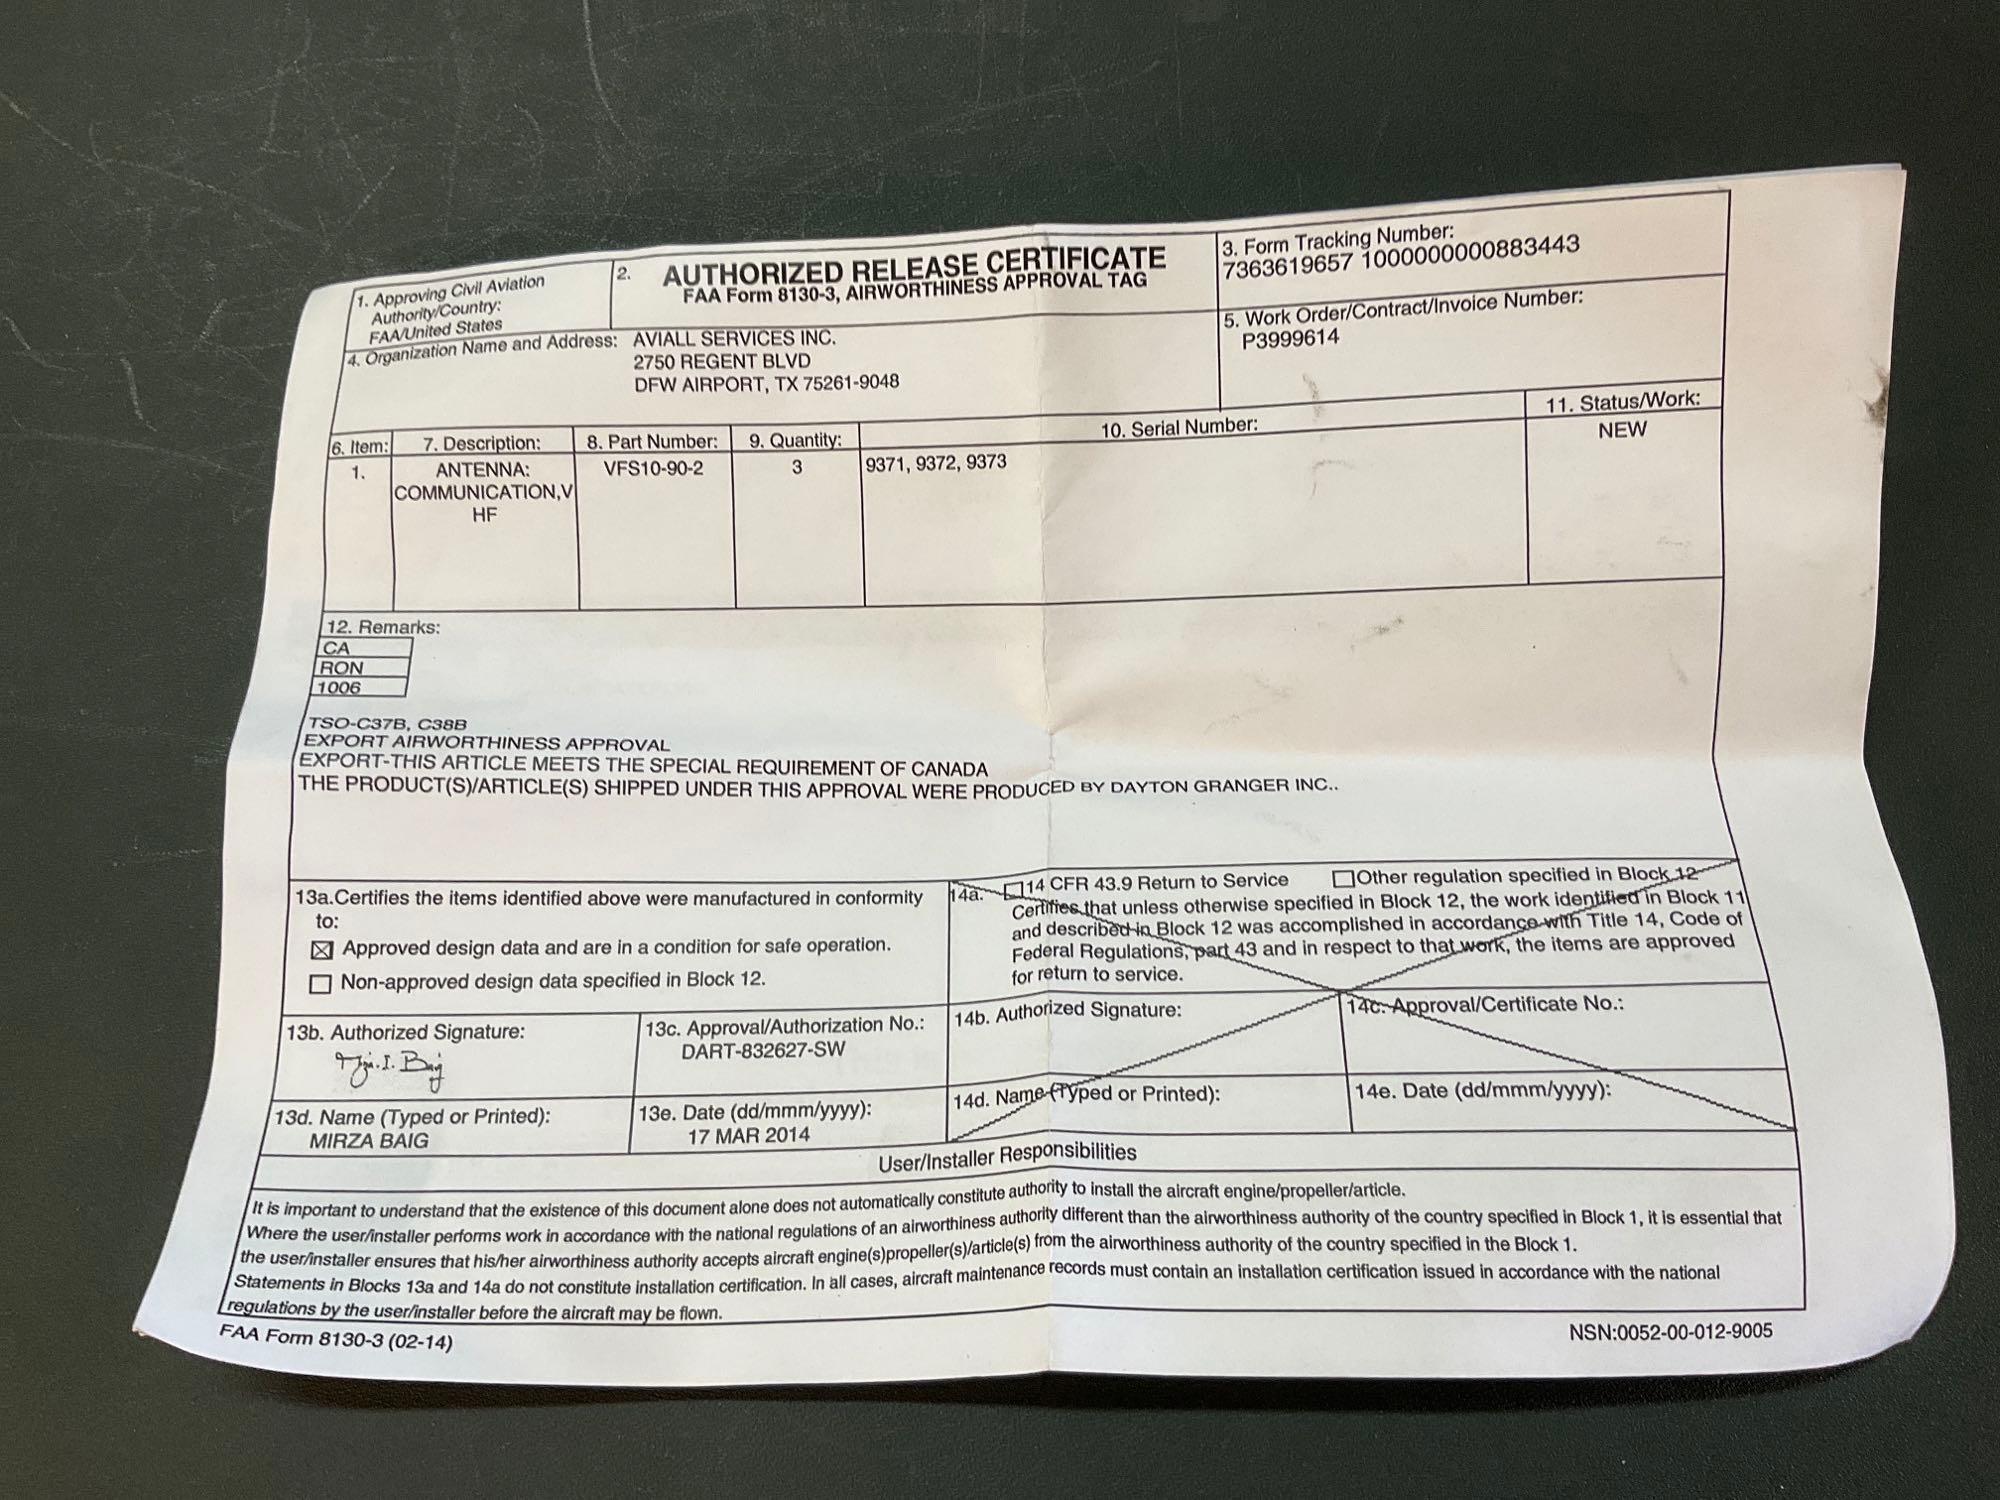 1. Approving Civil Aviation
Authority/Country:
FAA/United States
2.
AUTHORIZED RELEASE CERTIFICATE
FAA Form 8130-3, AIRWORTHINESS APPROVAL TAG
3. Form Tracking Number:
7363619657 1000000000883443
4. Organization Name and Address: AVIALL SERVICES INC.
2750 REGENT BLVD
DFW AIRPORT, TX 75261-9048
5. Work Order/Contract/Invoice Number:
P3999614
6. Item: 7. Description: 8. Part Number: 9. Quantity: 10. Serial Number: 11. Status/Work:
1. ANTENNA: VFS10-90-2 3 9371, 9372, 9373 NEW
COMMUNICATION,V
HF
12. Remarks:
CA
RON
1006
TSO-C37B, C38B
EXPORT AIRWORTHINESS APPROVAL
EXPORT-THIS ARTICLE MEETS THE SPECIAL REQUIREMENT OF CANADA
THE PRODUCT(S)/ARTICLE(S) SHIPPED UNDER THIS APPROVAL WERE PRODUCED BY DAYTON GRANGER INC..
13a.Certifies the items identified above were manufactured in conformity
to:
Approved design data and are in a condition for safe operation.
Non-approved design data specified in Block 12.
14a. 14 CFR 43.9 Return to Service Other regulation specified in Block 12
Certifies that unless otherwise specified in Block 12, the work identified in Block 11
and described in Block 12 was accomplished in accordance with Title 14, Code of
Federal Regulations, part 43 and in respect to that work, the items are approved
for return to service.
13b. Authorized Signature:
13c. Approval/Authorization No.:
DART-832627-SW
14b. Authorized Signature:
14c. Approval/Certificate No.:
13d. Name (Typed or Printed):
MIRZA BAIG
13e. Date (dd/mmm/yyyy):
17 MAR 2014
14d. Name (Typed or Printed):
14e. Date (dd/mmm/yyyy):
User/Installer Responsibilities
It is important to understand that the existence of this document alone does not automatically constitute authority to install the aircraft engine/propeller/article.
Where the user/installer performs work in accordance with the national regulations of an airworthiness authority different than the airworthiness authority of the country specified in Block 1, it is essential that
the user/installer ensures that his/her airworthiness authority accepts aircraft engine(s)propeller(s)/article(s) from the airworthiness authority of the country specified in the Block 1.
Statements in Blocks 13a and 14a do not constitute installation certification. In all cases, aircraft maintenance records must contain an installation certification issued in accordance with the national
regulations by the user/installer before the aircraft may be flown.
FAA Form 8130-3 (02-14)
NSN:0052-00-012-9005